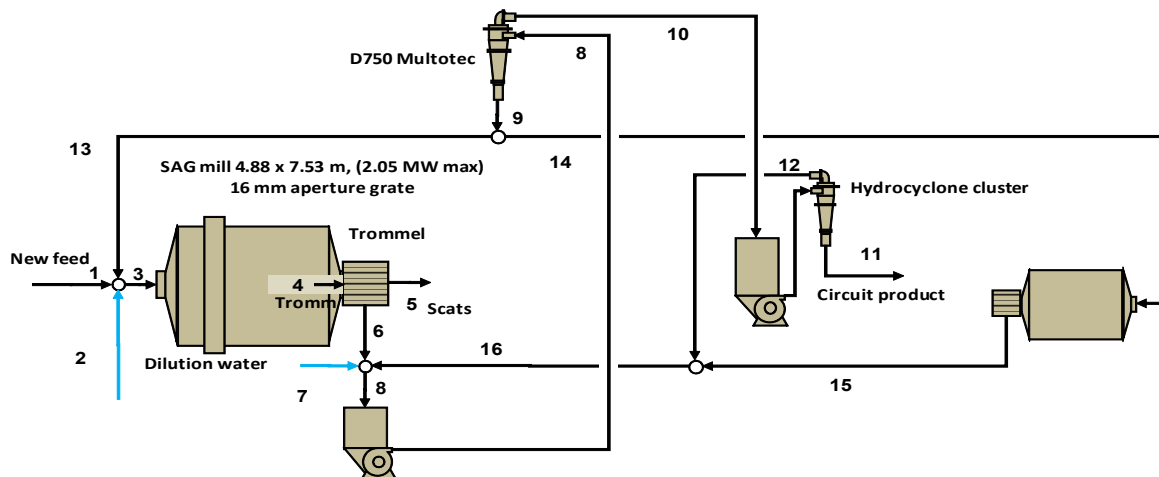 10
8
D750 Multotec
9
13
14
12
SAG mill 4.88 x 7.53 m, (2.05 MW max)
16 mm aperture grate
Hydrocyclone cluster
Trommel
New feed
1
3
4
Tromm
5
Scats
11
Circuit product
6
2
Dilution water
16
7
8
15